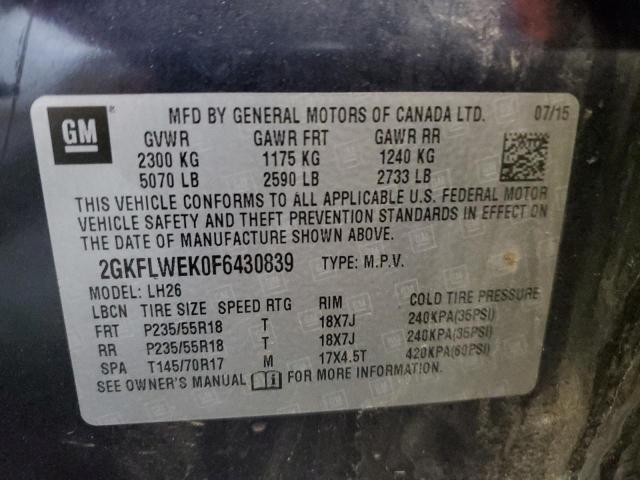 GM ® MFD BY GENERAL MOTORS OF CANADA LTD. 07/15
GVWR GAWR FRT GAWR RR
2300 KG 1175 KG 1240 KG
5070 LB 2590 LB 2733 LB
THIS VEHICLE CONFORMS TO ALL APPLICABLE U.S. FEDERAL MOTOR
VEHICLE SAFETY AND THEFT PREVENTION STANDARDS IN EFFECT ON
THE DATE OF MANUFACTURE SHOWN ABOVE.
2GKFLWEK0F6430839 TYPE: M.P.V.
MODEL: LH26
LBCN TIRE SIZE SPEED RTG RIM COLD TIRE PRESSURE
FRT P235/55R18 T 18X7J 240KPA(35PSI)
RR P235/55R18 T 18X7J 240KPA(35PSI)
SPA T145/70R17 M 17X4.5T 420KPA(60PSI)
SEE OWNER'S MANUAL FOR MORE INFORMATION.